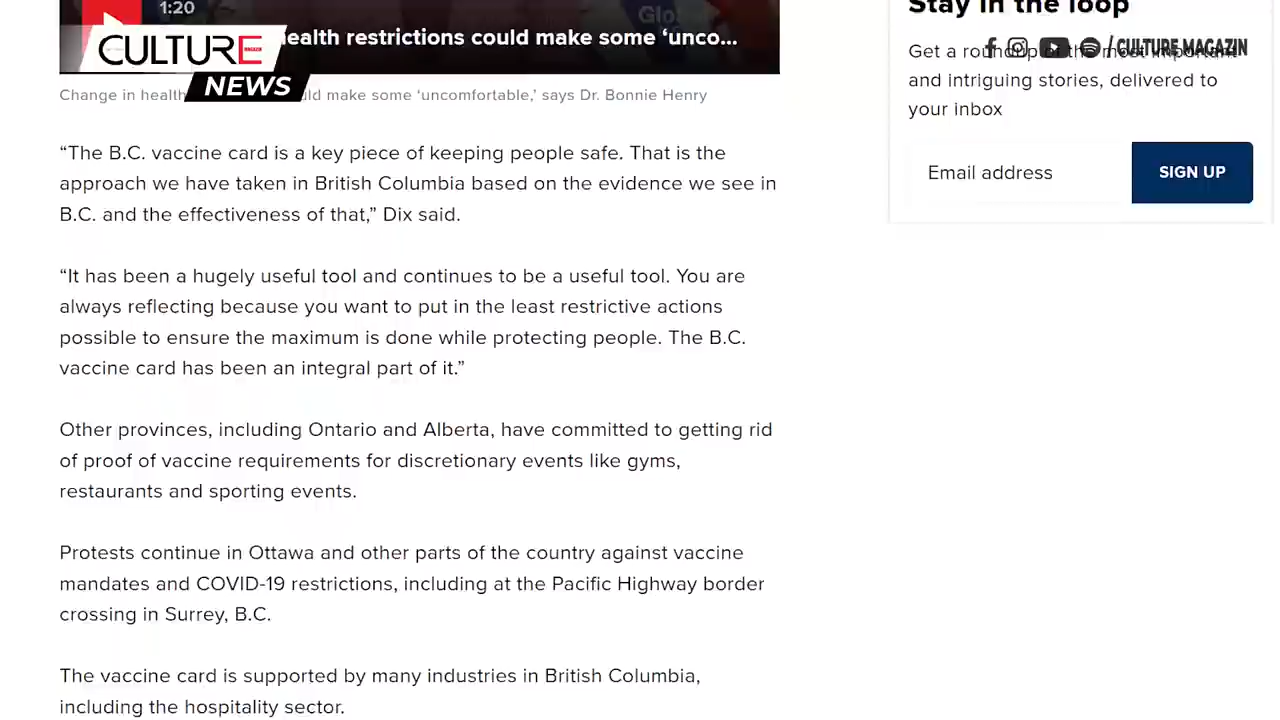 1:20
Glo
ealth restrictions could make some ‘unco...
CULTURE
NEWS
Change in health
uld make some ‘uncomfortable,’ says Dr. Bonnie Henry
“The B.C. vaccine card is a key piece of keeping people safe. That is the
approach we have taken in British Columbia based on the evidence we see in
B.C. and the effectiveness of that,” Dix said.
“It has been a hugely useful tool and continues to be a useful tool. You are
always reflecting because you want to put in the least restrictive actions
possible to ensure the maximum is done while protecting people. The B.C.
vaccine card has been an integral part of it.”
Other provinces, including Ontario and Alberta, have committed to getting rid
of proof of vaccine requirements for discretionary events like gyms,
restaurants and sporting events.
Protests continue in Ottawa and other parts of the country against vaccine
mandates and COVID-19 restrictions, including at the Pacific Highway border
crossing in Surrey, B.C.
The vaccine card is supported by many industries in British Columbia,
including the hospitality sector.
Stay in the loop
/ CULTURE MAGAZIN
Get a roundup of the most important
and intriguing stories, delivered to
your inbox
Email address
SIGN UP